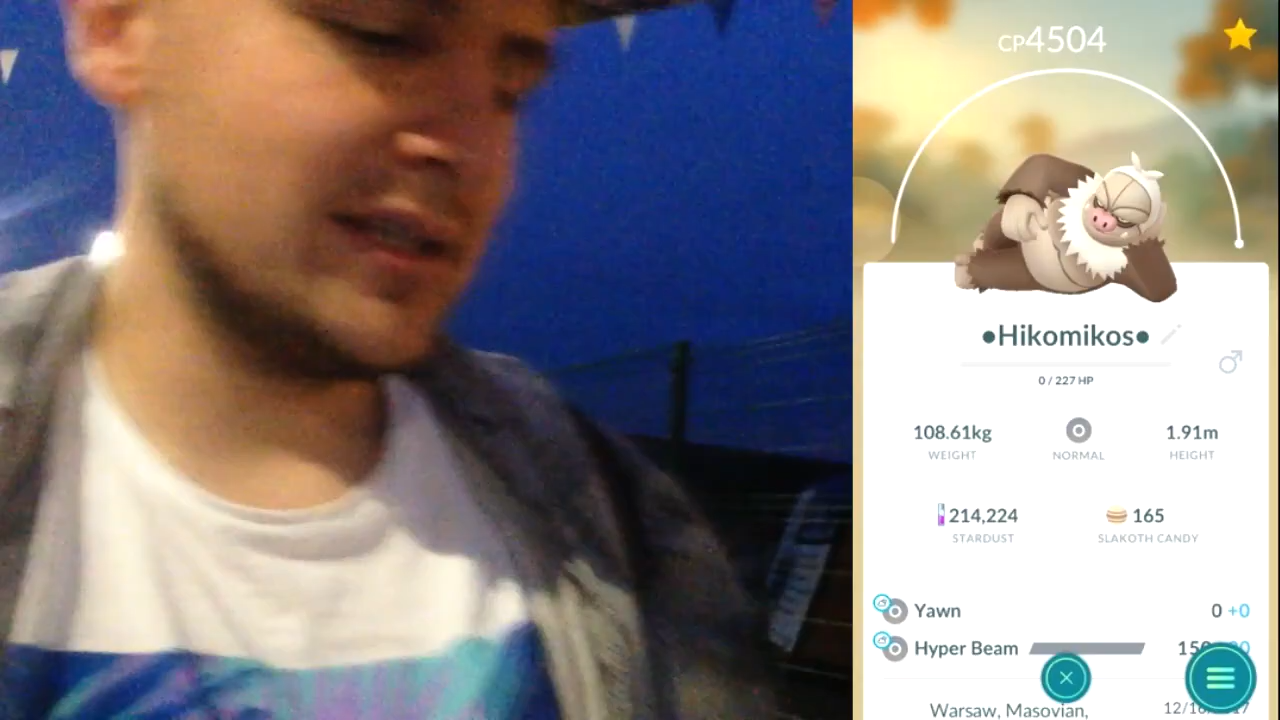 CP4504
●Hikomikos●
0 / 227 HP
108.61kg
WEIGHT
NORMAL
1.91m
HEIGHT
214,224
STARDUST
165
SLAKOTH CANDY
Yawn 0 +0
Hyper Beam
Warsaw, Masovian,